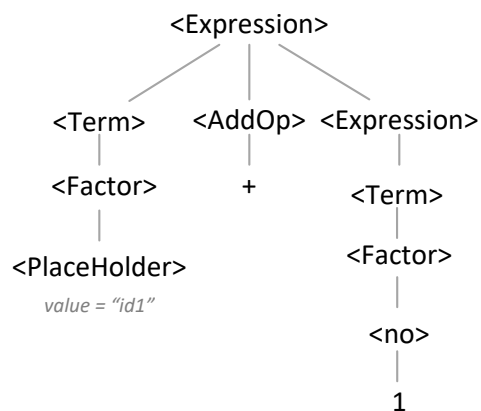 <Expression>
<Term> <AddOp> <Expression>
<Factor> + <Term>
<PlaceHolder> <Factor>
value = “id1”
<no>
1